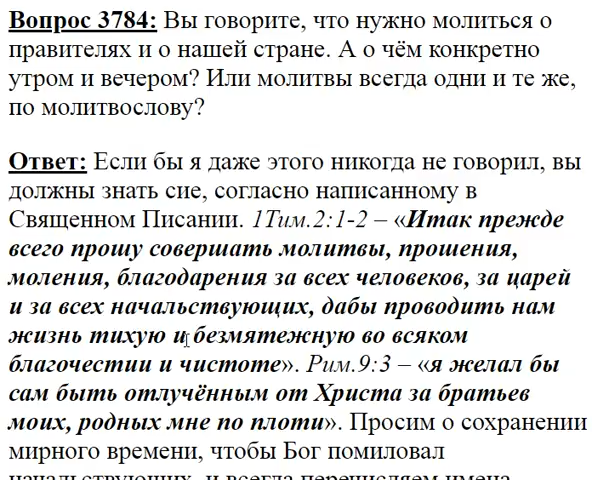 Вопрос 3784: Вы говорите, что нужно молиться о
правителях и о нашей стране. А о чём конкретно
утром и вечером? Или молитвы всегда одни и те же,
по молитвослову?
Ответ: Если бы я даже этого никогда не говорил, вы
должны знать сие, согласно написанному в
Священном Писании. 1Тим.2:1-2 – «Итак прежде
всего прошу совершать молитвы, прошения,
моления, благодарения за всех человеков, за царей
и за всех начальствующих, дабы проводить нам
жизнь тихую и безмятежную во всяком
благочестии и чистоте». Рим.9:3 – «я желал бы
сам быть отлучённым от Христа за братьев
моих, родных мне по плоти». Просим о сохранении
мирного времени, чтобы Бог помиловал
начальствующих, и всегда перечисляем имена